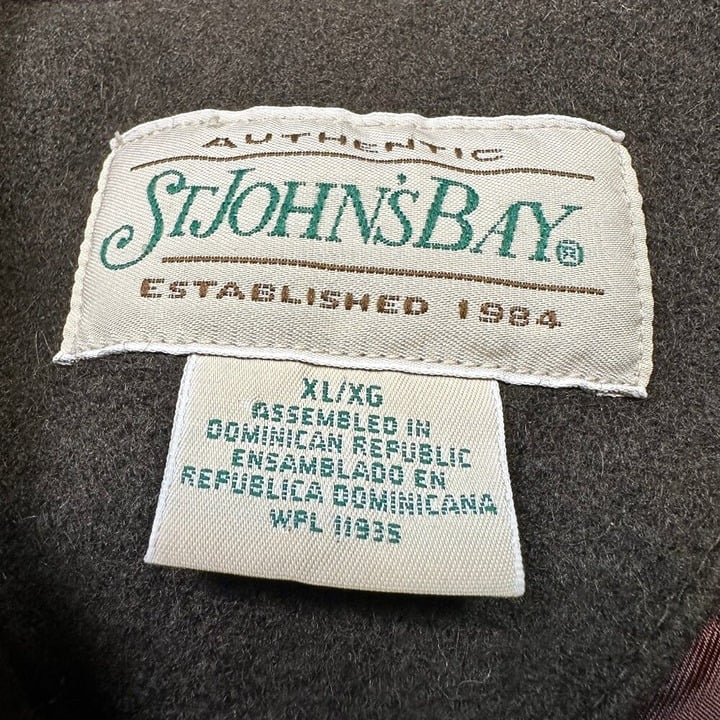 AUTHENTIC
ST.JOHN'S BAY®
ESTABLISHED 1984
XL/XG
ASSEMBLED IN
DOMINICAN REPUBLIC
ENSAMBLADO EN
REPUBLICA DOMINICANA
WPL 11935